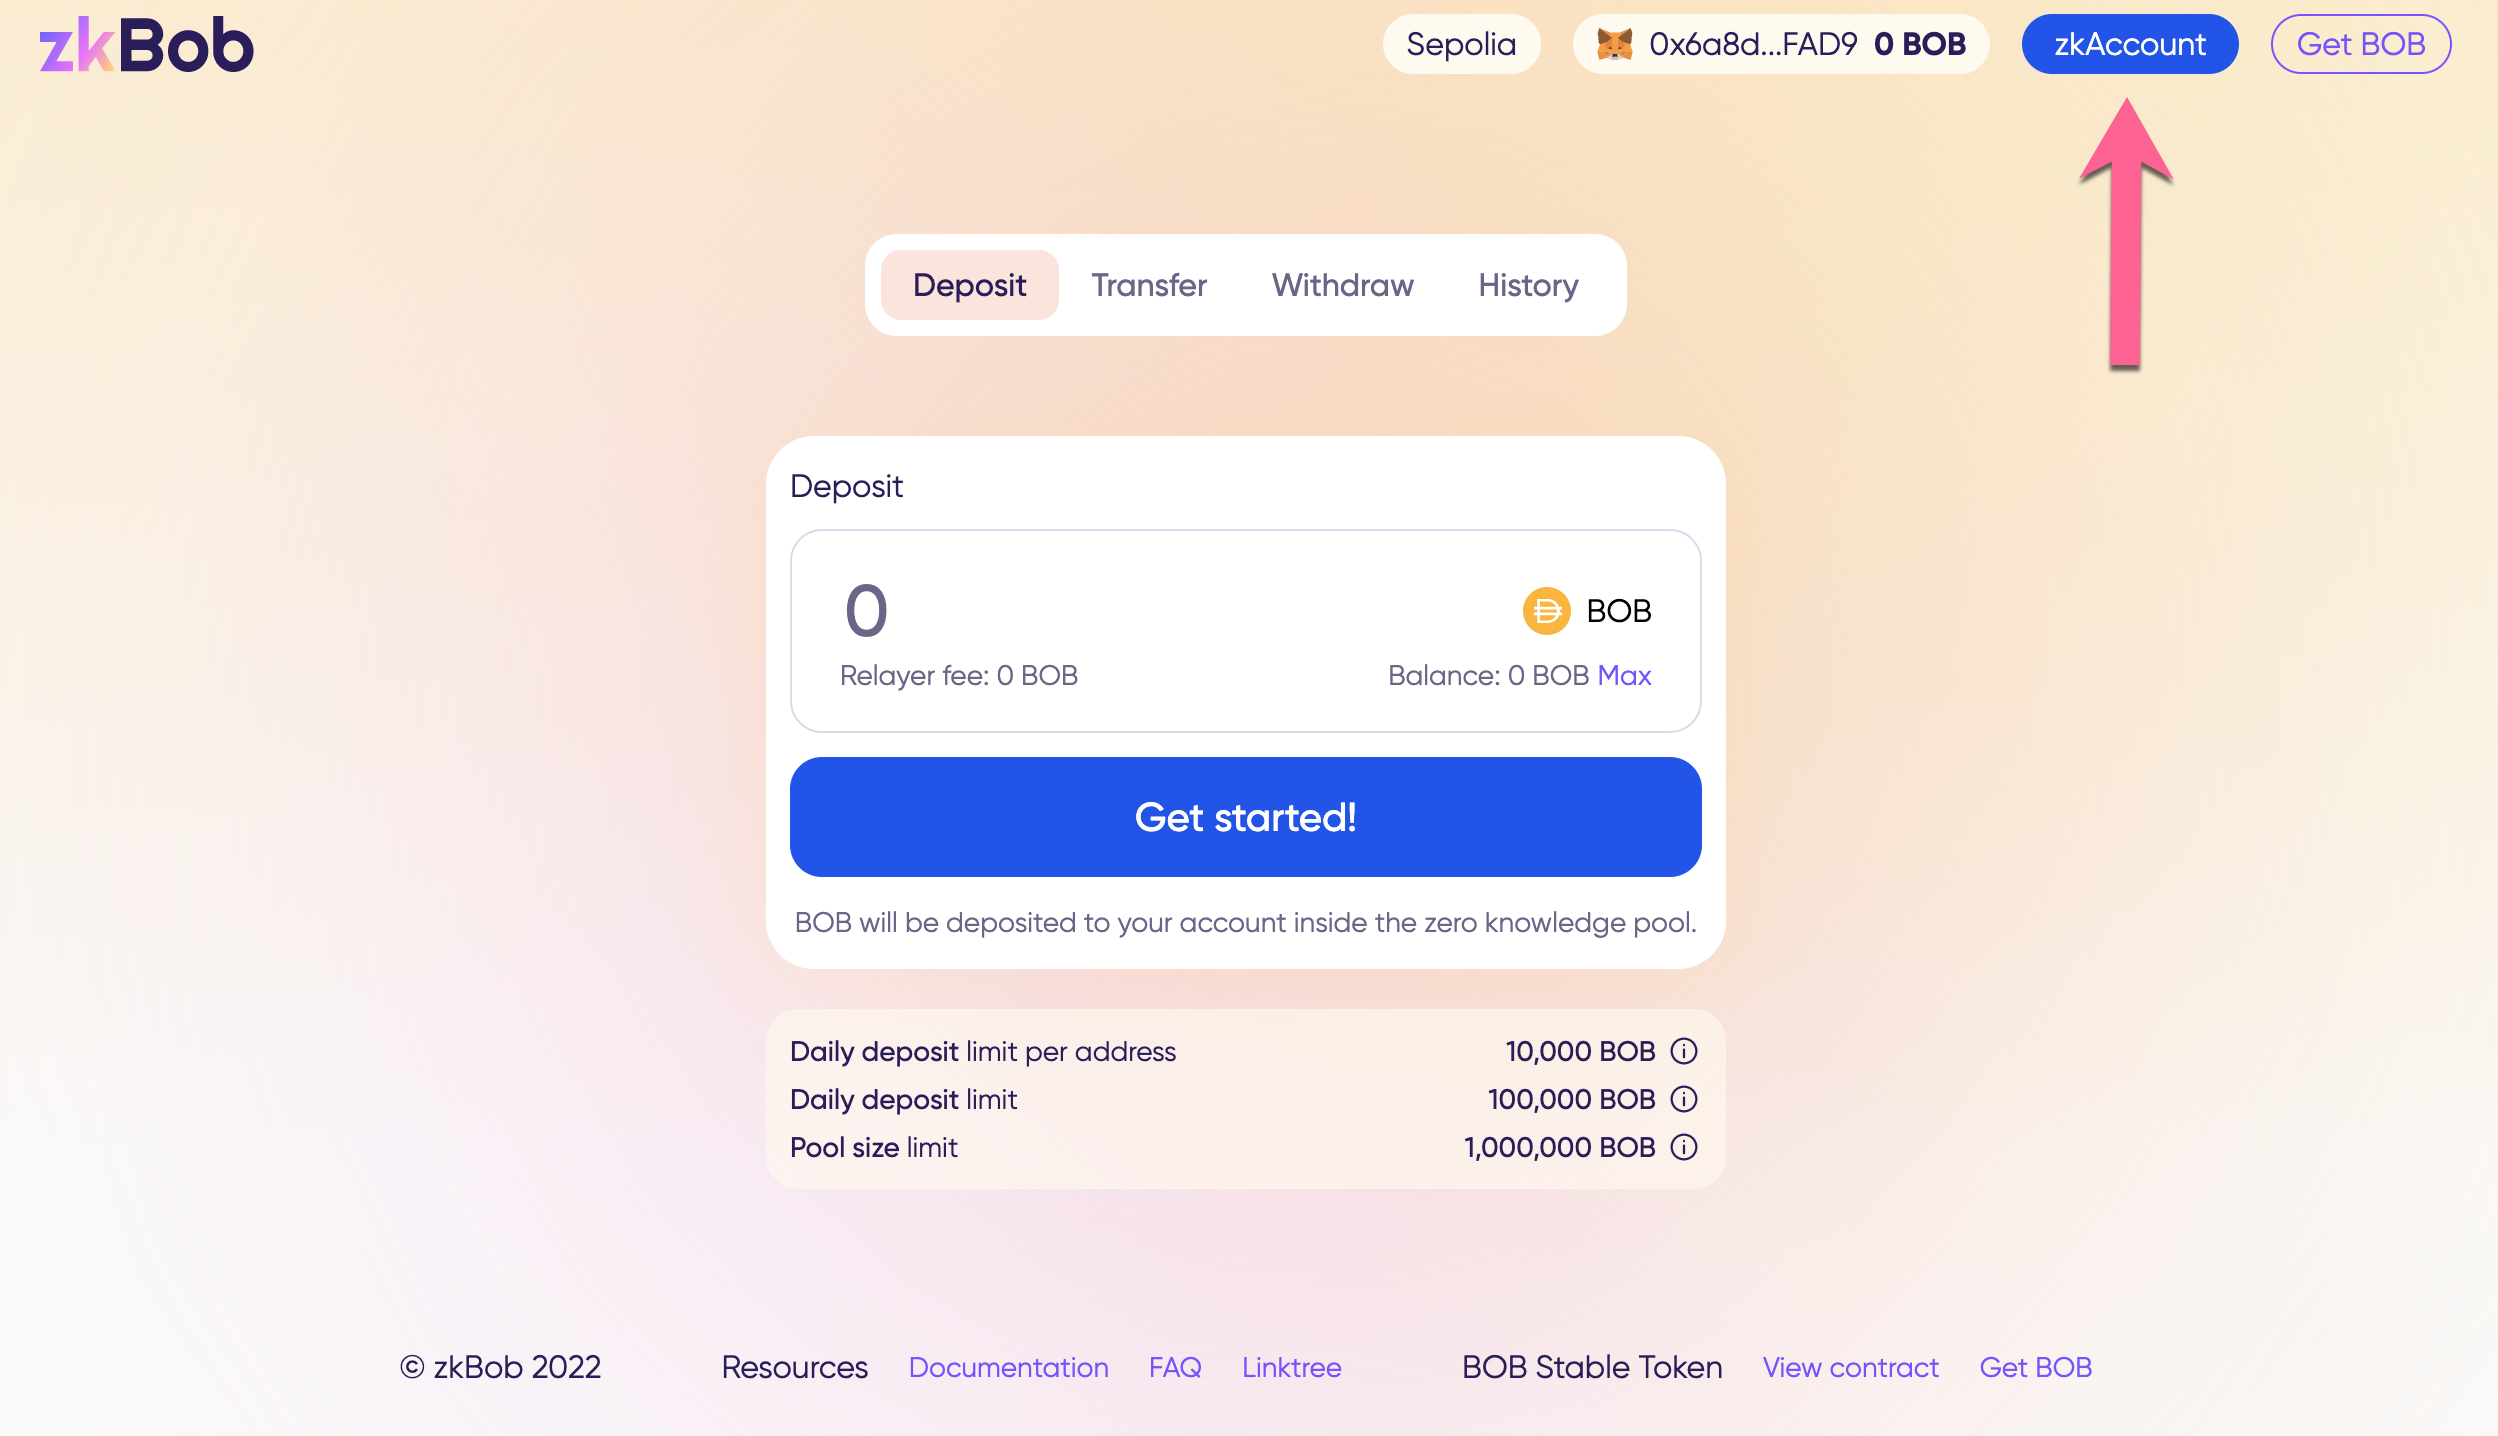 zkBob
Sepolia
0x6a8d...FAD9 0 BOB
zkAccount
Get BOB
Deposit
Transfer
Withdraw
History
Deposit
0
BOB
Relayer fee: 0 BOB
Balance: 0 BOB Max
Get started!
BOB will be deposited to your account inside the zero knowledge pool.
Daily deposit limit per address 10,000 BOB
Daily deposit limit 100,000 BOB
Pool size limit 1,000,000 BOB
© zkBob 2022 Resources Documentation FAQ Linktree BOB Stable Token View contract Get BOB